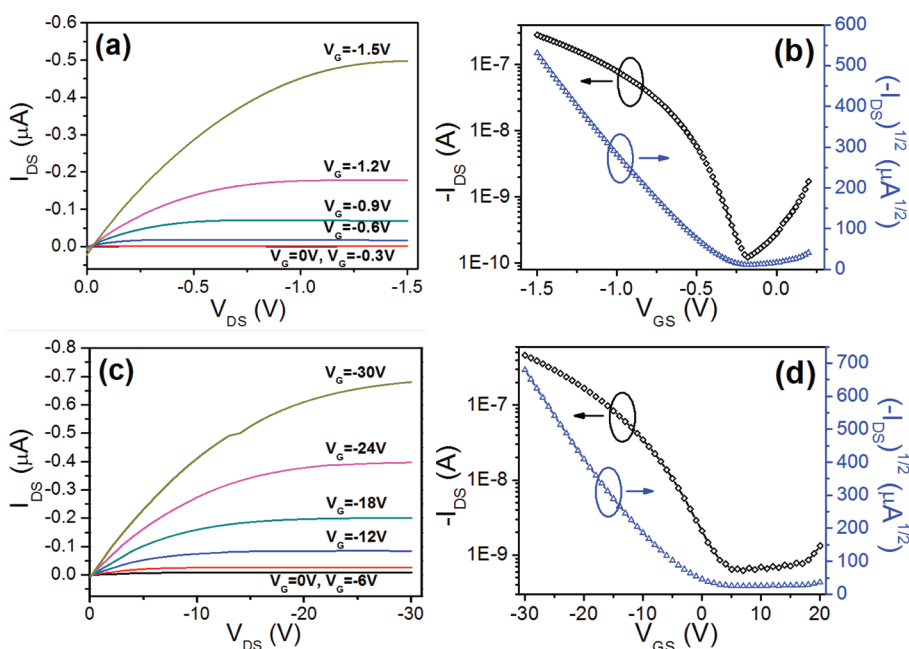 (a)
I_DS (µA)
-0.6
-0.5
-0.4
-0.3
-0.2
-0.1
0.0
V_G=-1.5V
V_G=-1.2V
V_G=-0.9V
V_G=-0.6V
V_G=0V, V_G=-0.3V
0.0
-0.5
-1.0
-1.5
V_DS (V)
(b)
-I_DS (A)
1E-7
1E-8
1E-9
1E-10
600
500
400
300
200
100
0
(-I_DS)^1/2 (µA^1/2)
-1.5
-1.0
-0.5
0.0
V_GS (V)
(c)
I_DS (µA)
-0.8
-0.7
-0.6
-0.5
-0.4
-0.3
-0.2
-0.1
0.0
V_G=-30V
V_G=-24V
V_G=-18V
V_G=-12V
V_G=0V, V_G=-6V
0
-10
-20
-30
V_DS (V)
(d)
-I_DS (A)
1E-7
1E-8
1E-9
700
600
500
400
300
200
100
0
(-I_DS)^1/2 (µA^1/2)
-30
-20
-10
0
10
20
V_GS (V)